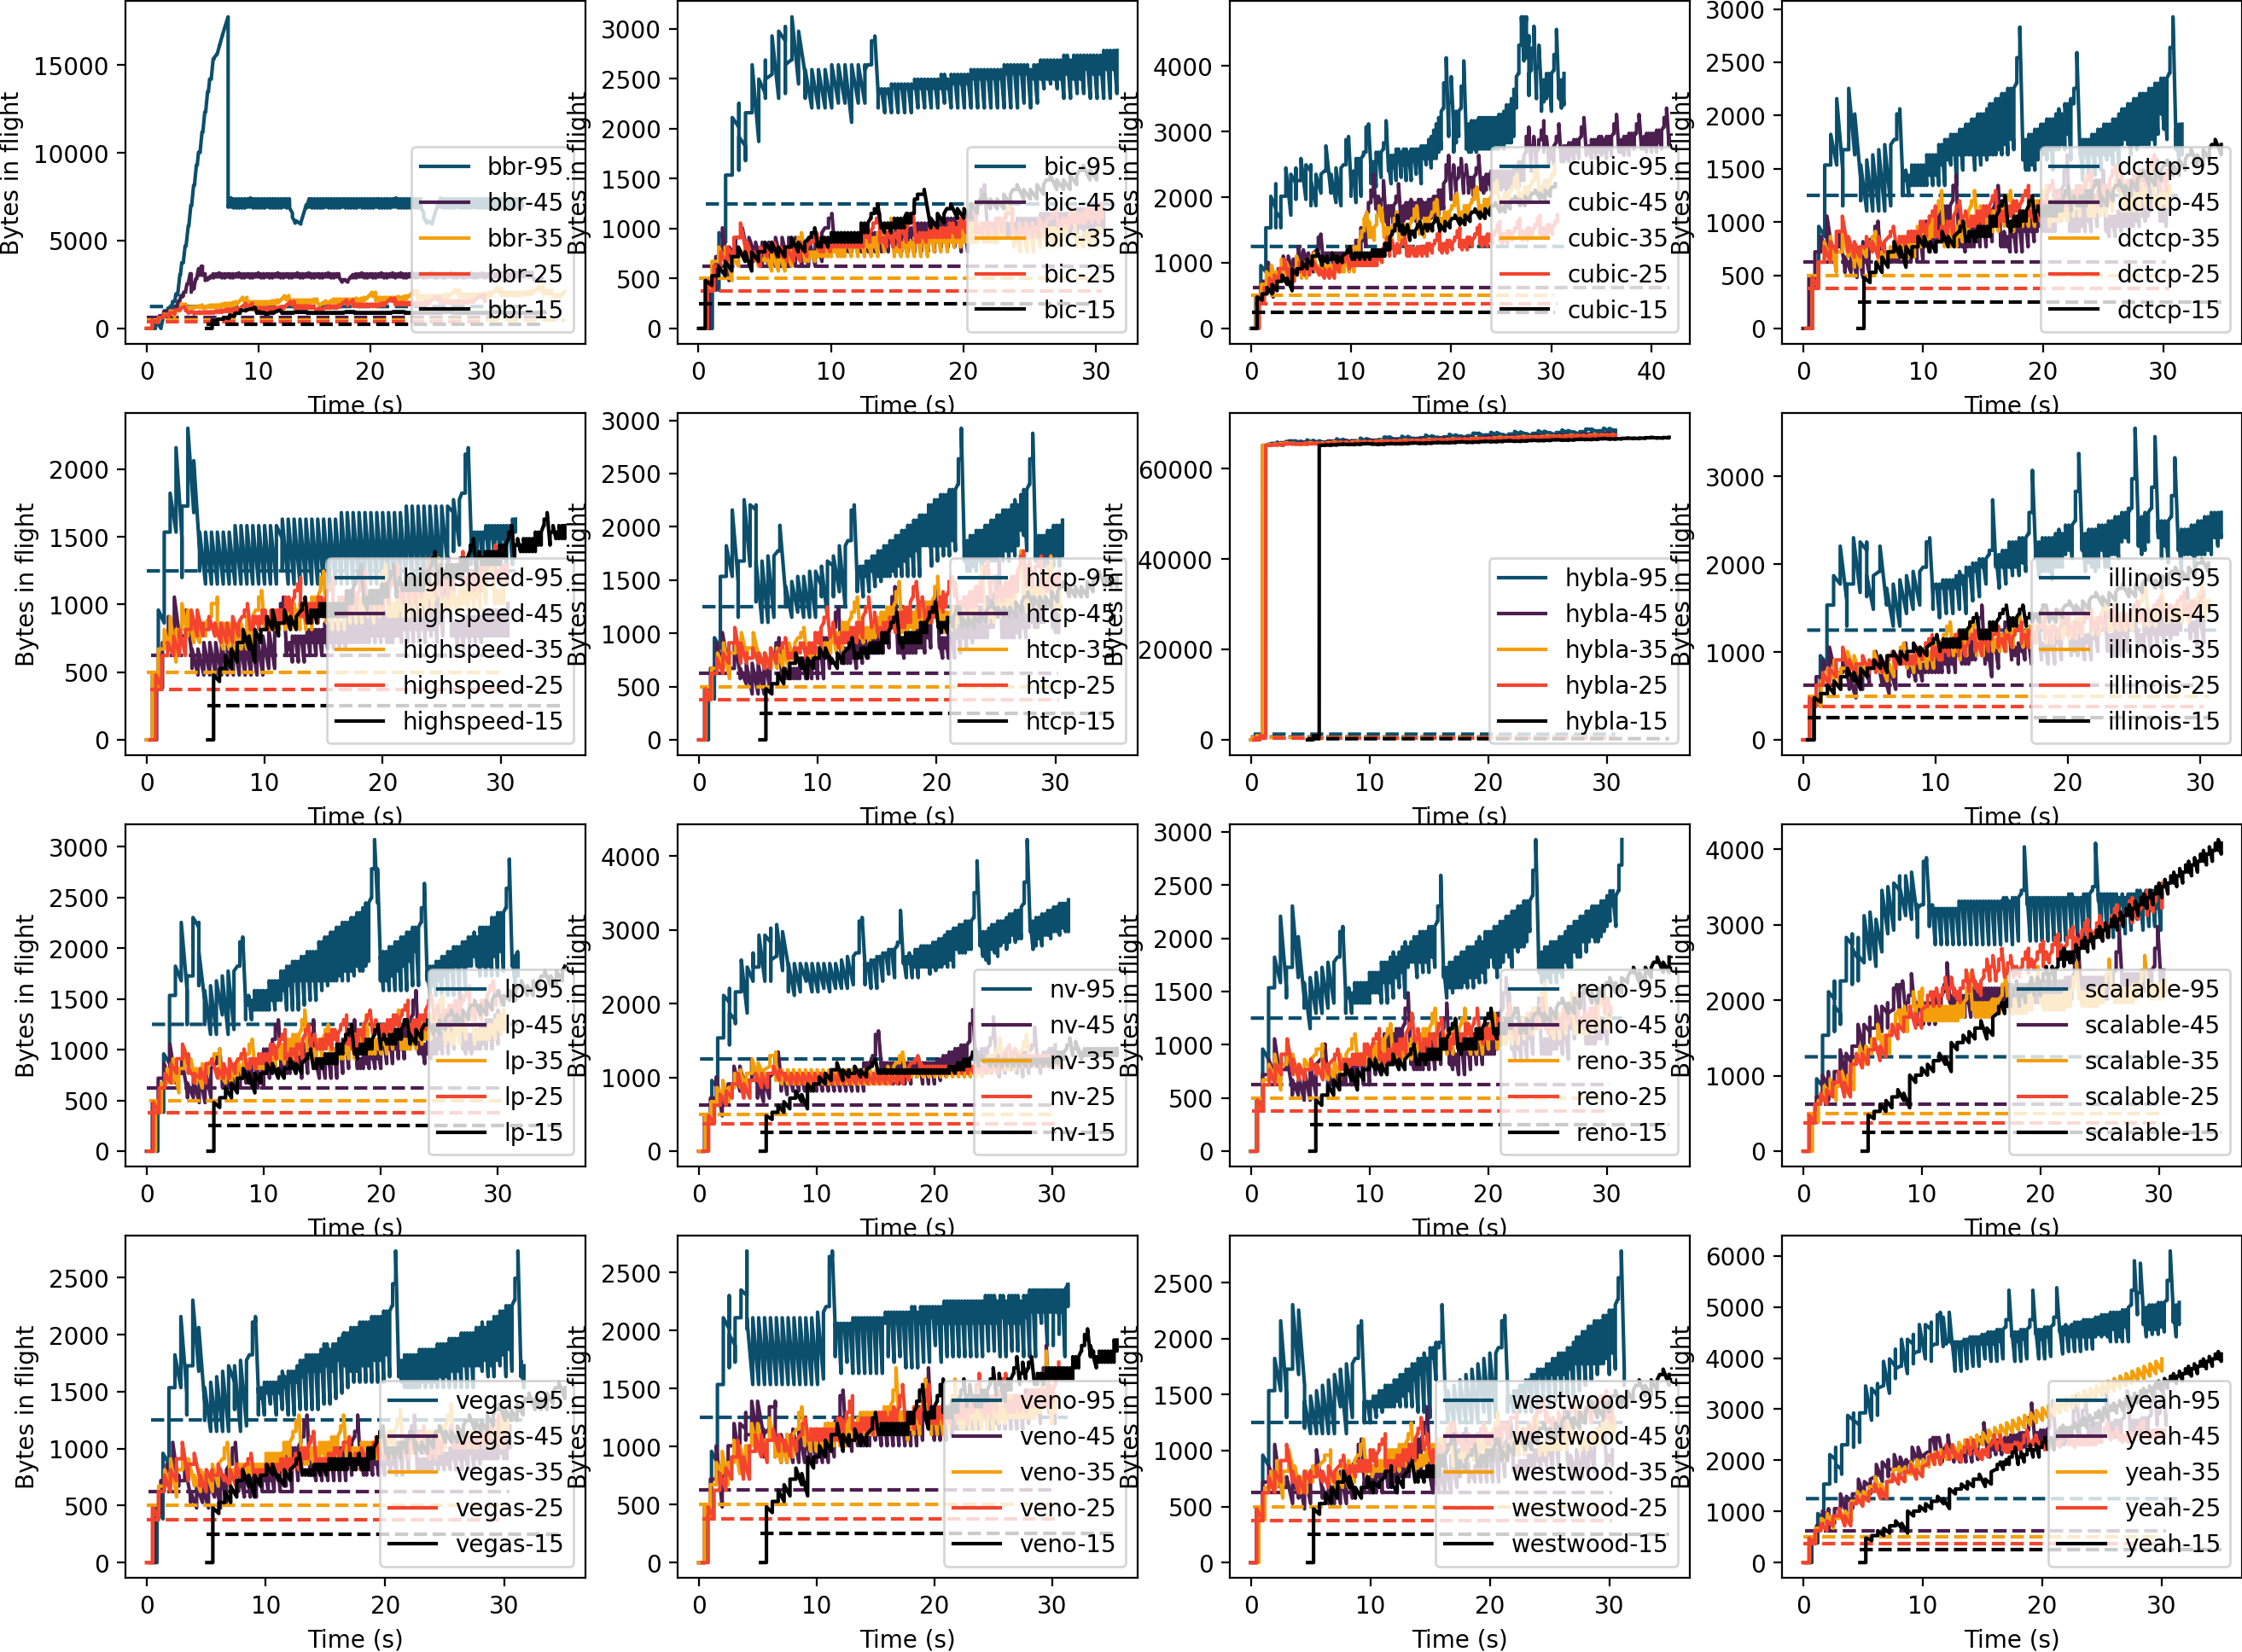 Bytes in flight
15000
10000
5000
0
0 10 20 30
Time (s)
bbr-95
bbr-45
bbr-35
bbr-25
bbr-15
Bytes in flight
3000
2500
2000
1500
1000
500
0
0 10 20 30
Time (s)
bic-95
bic-45
bic-35
bic-25
bic-15
Bytes in flight
4000
3000
2000
1000
0
0 10 20 30 40
Time (s)
cubic-95
cubic-45
cubic-35
cubic-25
cubic-15
Bytes in flight
3000
2500
2000
1500
1000
500
0
0 10 20 30
Time (s)
dctcp-95
dctcp-45
dctcp-35
dctcp-25
dctcp-15
Bytes in flight
2000
1500
1000
500
0
0 10 20 30
Time (s)
highspeed-95
highspeed-45
highspeed-35
highspeed-25
highspeed-15
Bytes in flight
3000
2500
2000
1500
1000
500
0
0 10 20 30
Time (s)
htcp-95
htcp-45
htcp-35
htcp-25
htcp-15
Bytes in flight
60000
40000
20000
0
0 10 20 30
Time (s)
hybla-95
hybla-45
hybla-35
hybla-25
hybla-15
Bytes in flight
3000
2000
1000
0
0 10 20 30
Time (s)
illinois-95
illinois-45
illinois-35
illinois-25
illinois-15
Bytes in flight
3000
2500
2000
1500
1000
500
0
0 10 20 30
Time (s)
lp-95
lp-45
lp-35
lp-25
lp-15
Bytes in flight
4000
3000
2000
1000
0
0 10 20 30
Time (s)
nv-95
nv-45
nv-35
nv-25
nv-15
Bytes in flight
3000
2500
2000
1500
1000
500
0
0 10 20 30
Time (s)
reno-95
reno-45
reno-35
reno-25
reno-15
Bytes in flight
4000
3000
2000
1000
0
0 10 20 30
Time (s)
scalable-95
scalable-45
scalable-35
scalable-25
scalable-15
Bytes in flight
2500
2000
1500
1000
500
0
0 10 20 30
Time (s)
vegas-95
vegas-45
vegas-35
vegas-25
vegas-15
Bytes in flight
2500
2000
1500
1000
500
0
0 10 20 30
Time (s)
veno-95
veno-45
veno-35
veno-25
veno-15
Bytes in flight
2500
2000
1500
1000
500
0
0 10 20 30
Time (s)
westwood-95
westwood-45
westwood-35
westwood-25
westwood-15
Bytes in flight
6000
5000
4000
3000
2000
1000
0
0 10 20 30
Time (s)
yeah-95
yeah-45
yeah-35
yeah-25
yeah-15